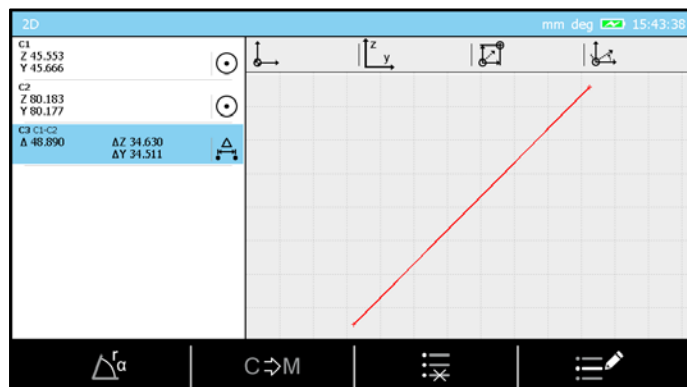 2D
mm deg 15:43:38
C1
Z 45.553
Y 45.666
C2
Z 80.183
Y 80.177
C3 C1-C2
Δ 48.890 ΔZ 34.630
ΔY 34.511
Δ
z
y
r
α
C⇨M